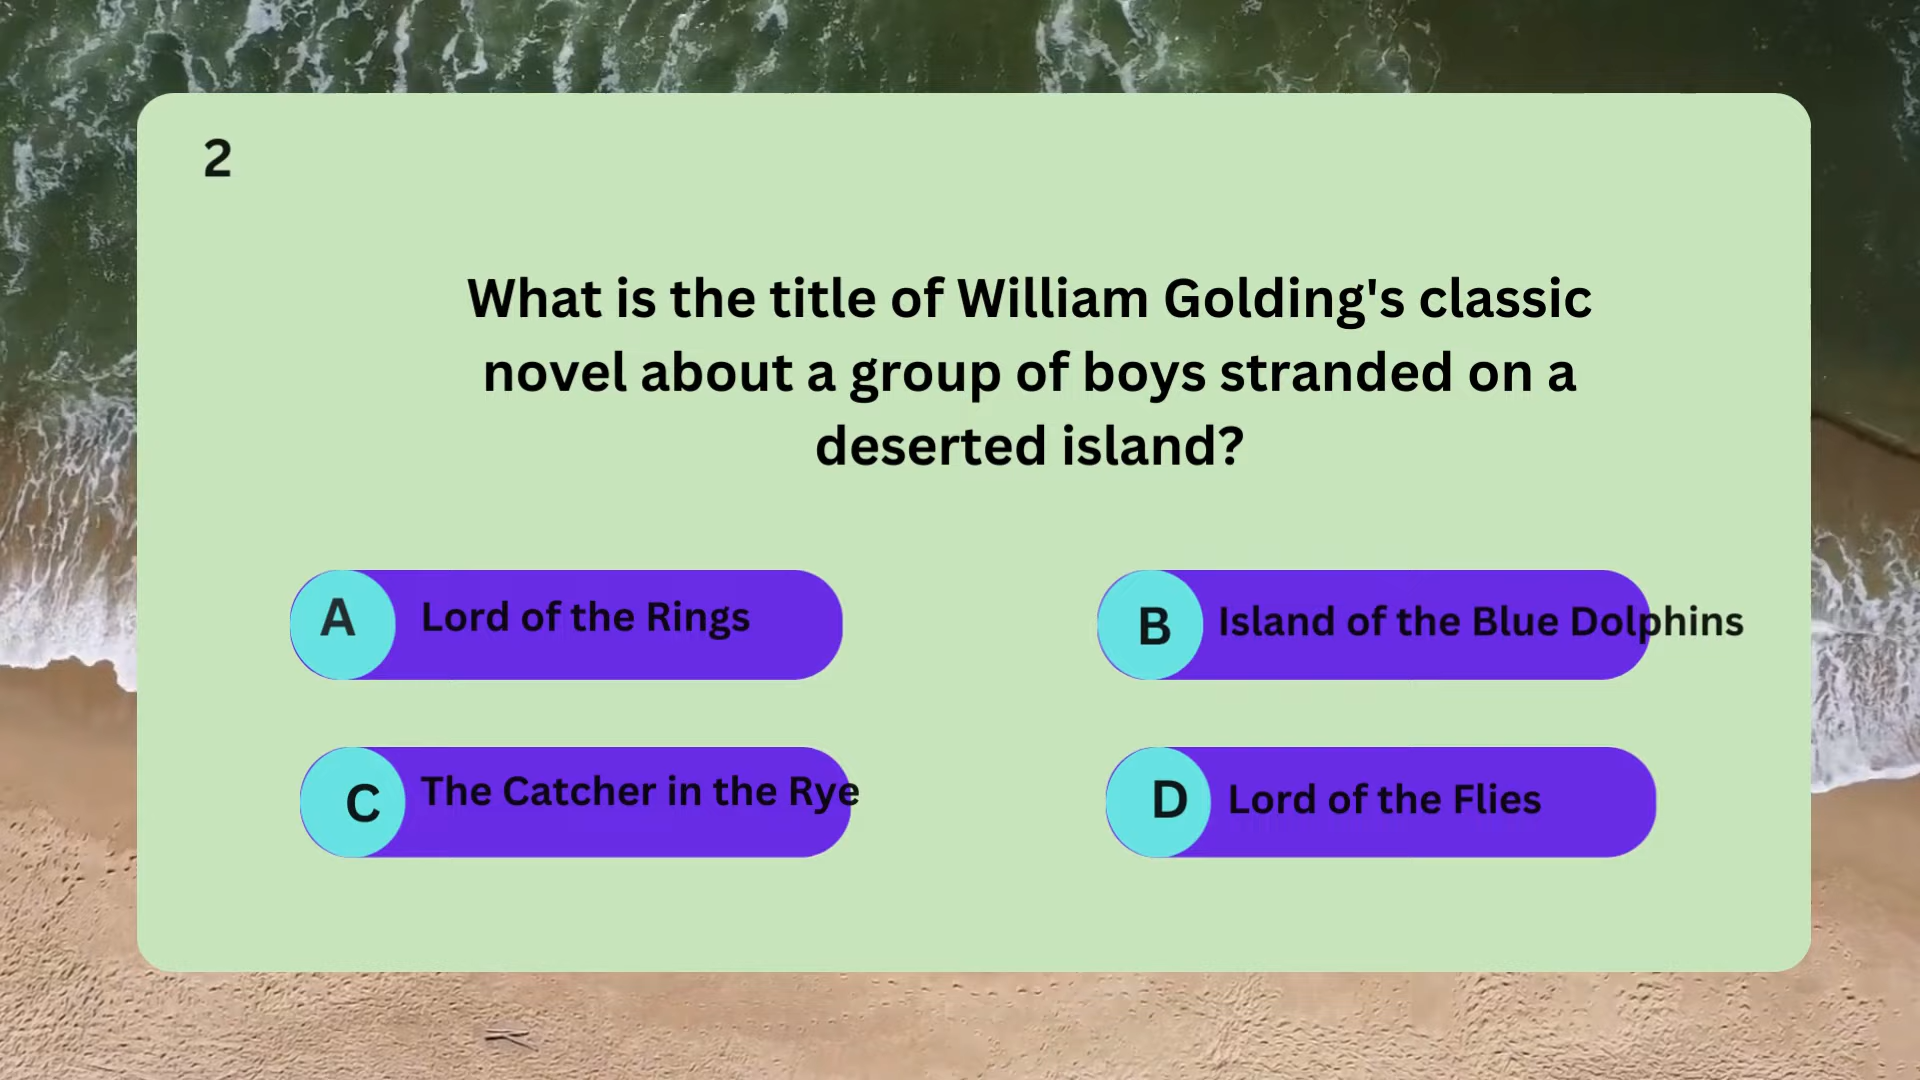 2
What is the title of William Golding's classic
novel about a group of boys stranded on a
deserted island?
A Lord of the Rings
B Island of the Blue Dolphins
C The Catcher in the Rye
D Lord of the Flies